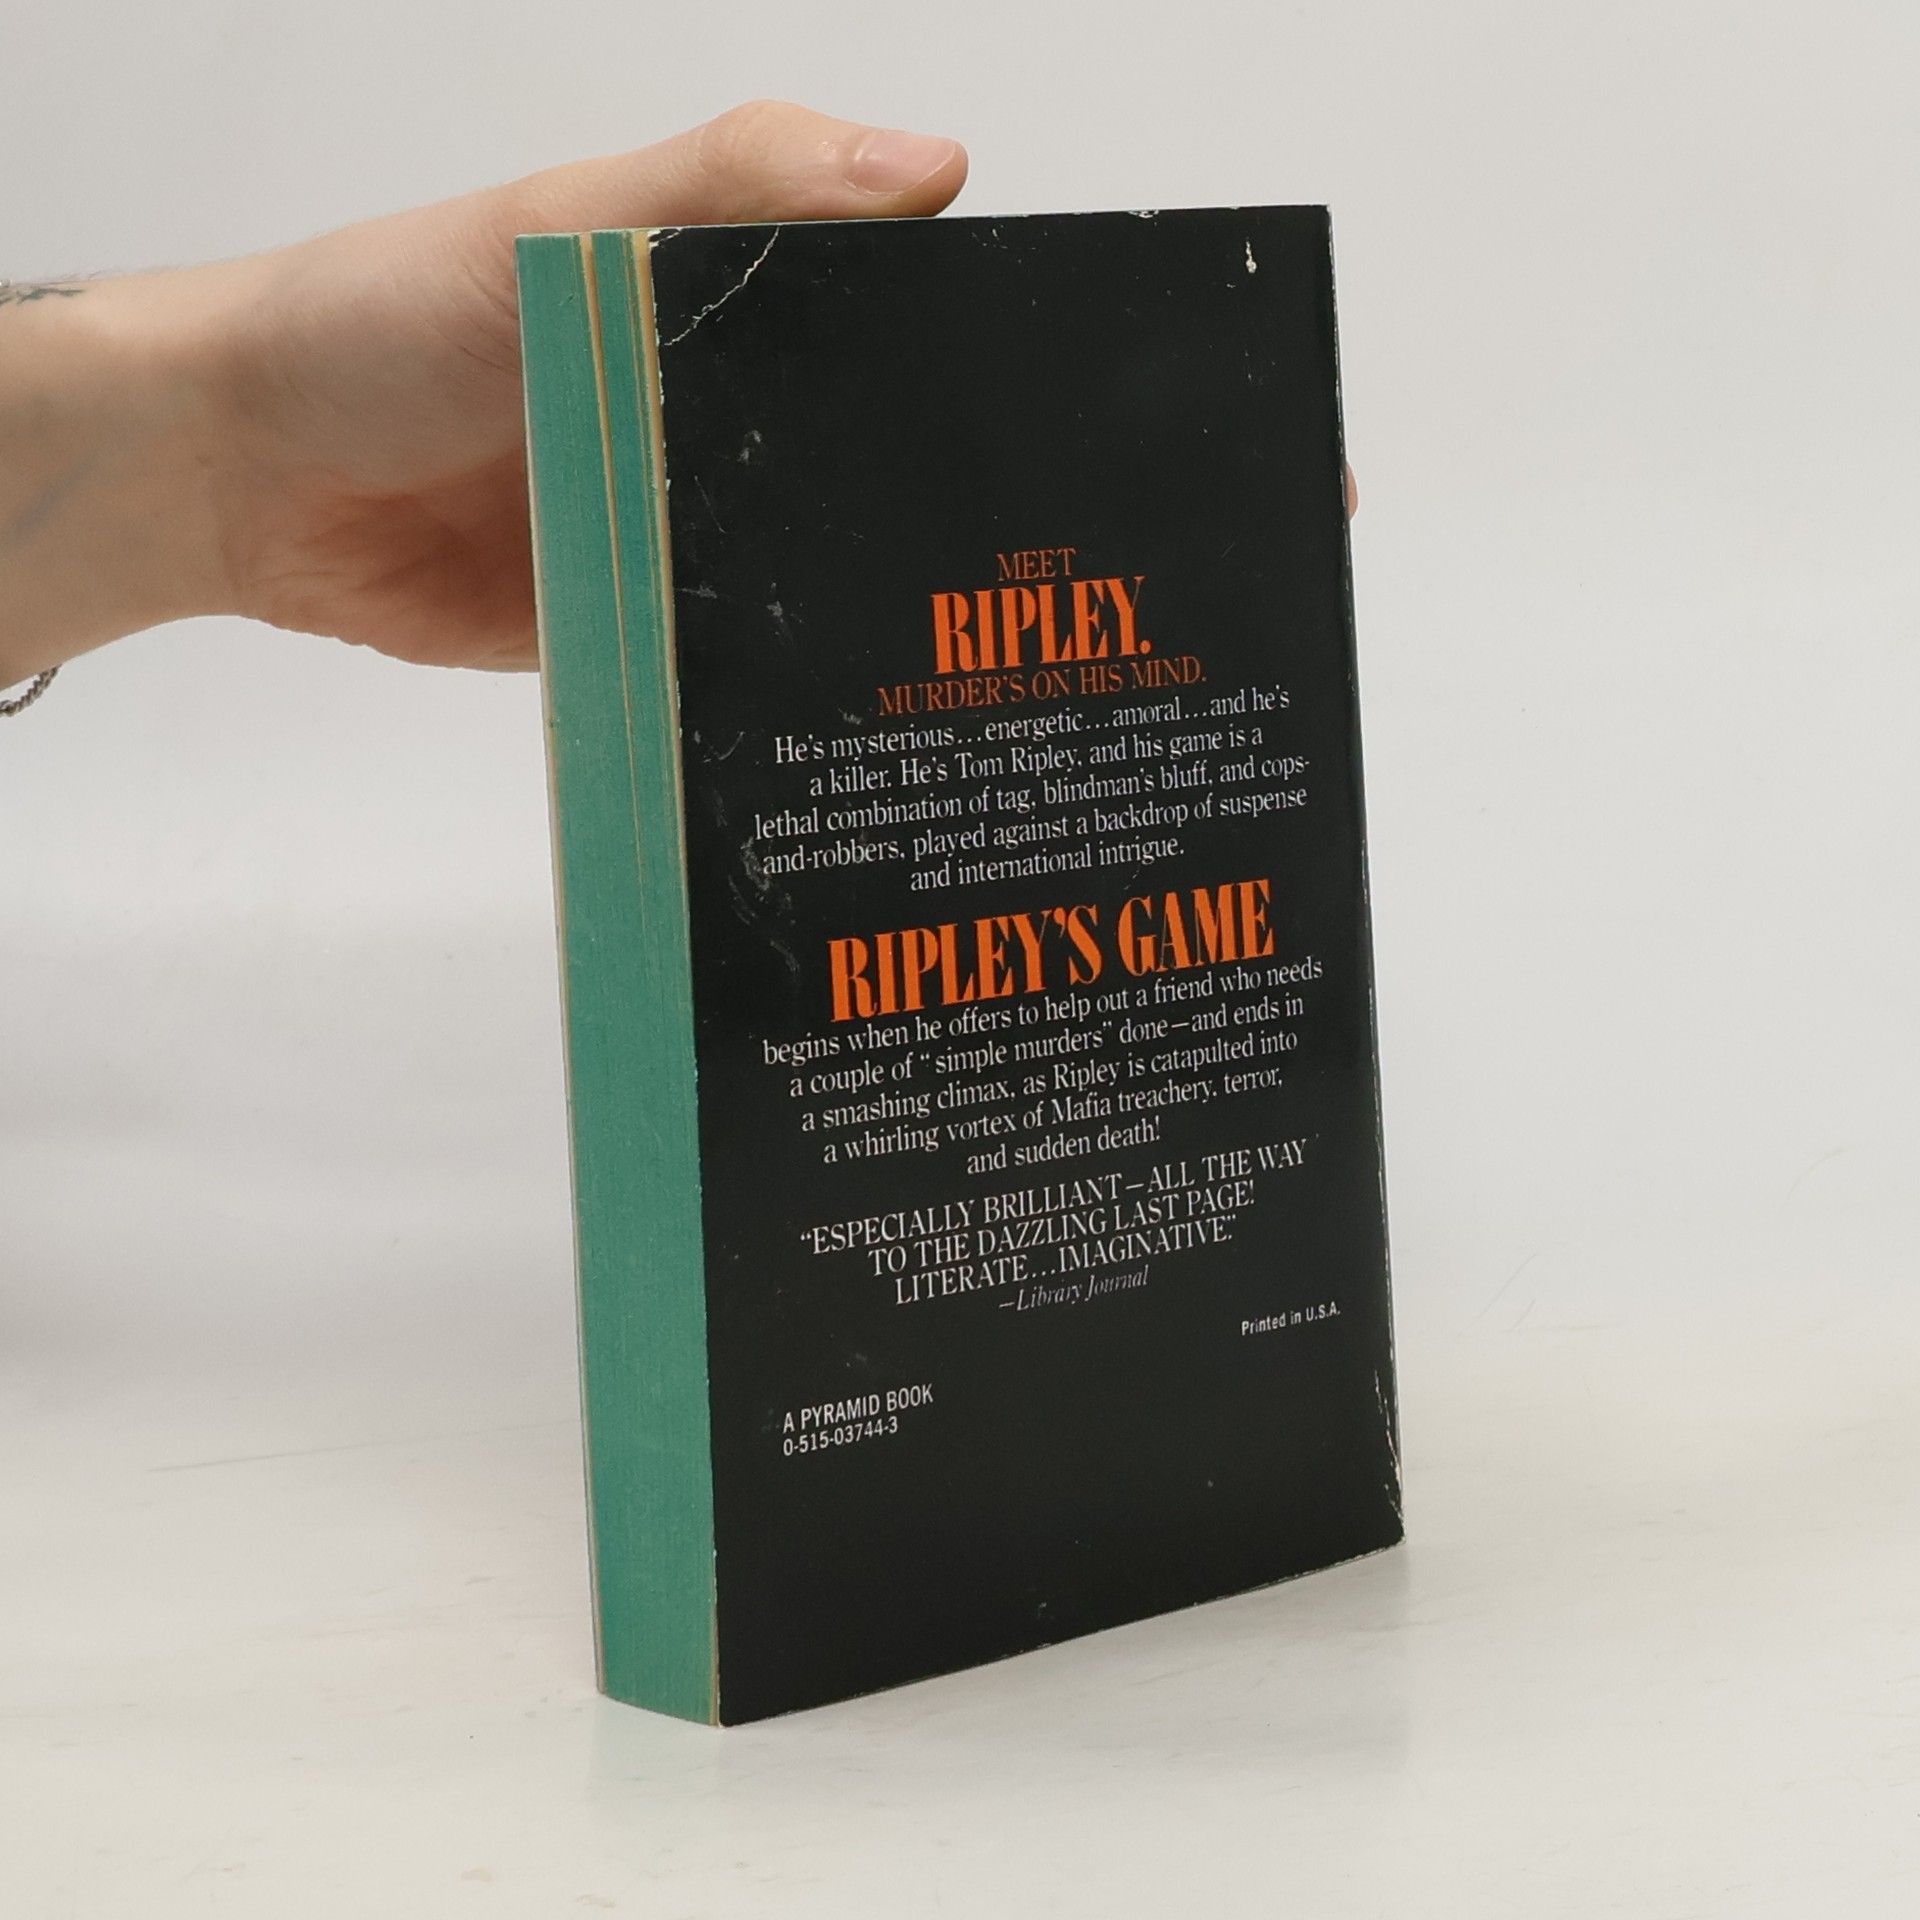 MEET
RIPLEY.
MURDER'S ON HIS MIND.
He's mysterious...energetic...amoral...and he's
a killer. He's Tom Ripley, and his game is a
lethal combination of tag, blindman's bluff, and cops-
and-robbers, played against a backdrop of suspense
and international intrigue.
RIPLEY'S GAME
begins when he offers to help out a friend who needs
a couple of "simple murders" done—and ends in
a smashing climax, as Ripley is catapulted into
a whirling vortex of Mafia treachery, terror,
and sudden death!
"ESPECIALLY BRILLIANT—ALL THE WAY
TO THE DAZZLING LAST PAGE!
LITERATE...IMAGINATIVE."
—Library Journal
Printed in U.S.A.
A PYRAMID BOOK
0-515-03744-3